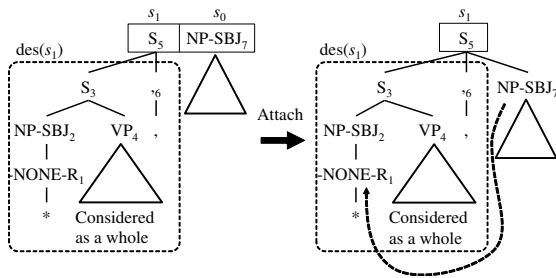 s1 s0
des(s1) S5 NP-SBJ7
S3 ,6
NP-SBJ2 VP4 ,
-NONE-R1
* Considered
as a whole
Attach
s1
des(s1) S5
S3 ,6 NP-SBJ7
NP-SBJ2 VP4 ,
-NONE-R1
* Considered
as a whole